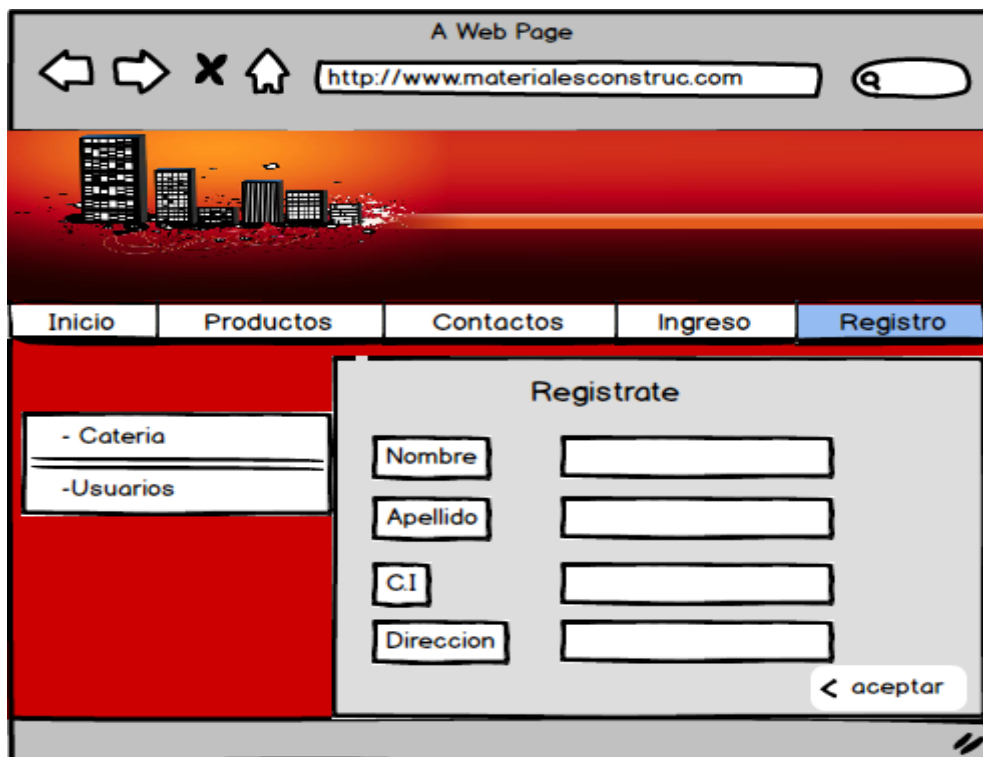 A Web Page
http://www.materialesconstruc.com
Inicio Productos Contactos Ingreso Registro
- Cateria
-Usuarios
Registrate
Nombre
Apellido
C.I
Direccion
< aceptar